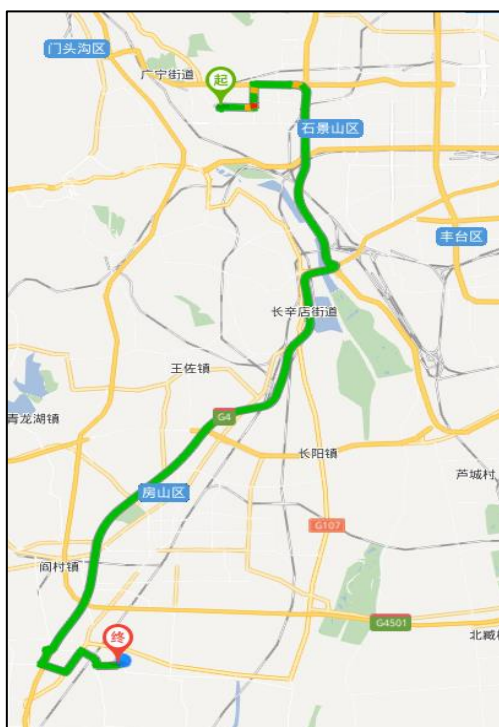 门头沟区
广宁街道
起
石景山区
丰台区
长辛店街道
王佐镇
G4
青龙湖镇
长阳镇
芦城村
房山区
G107
阎村镇
G4501
终
北臧村